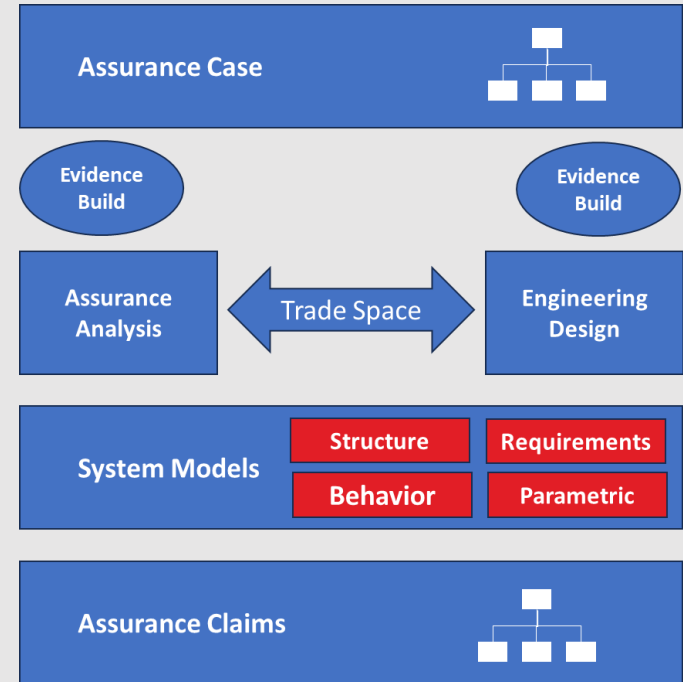 Assurance Case
Evidence
Build
Evidence
Build
Assurance
Analysis
Trade Space
Engineering
Design
System Models
Structure
Requirements
Behavior
Parametric
Assurance Claims